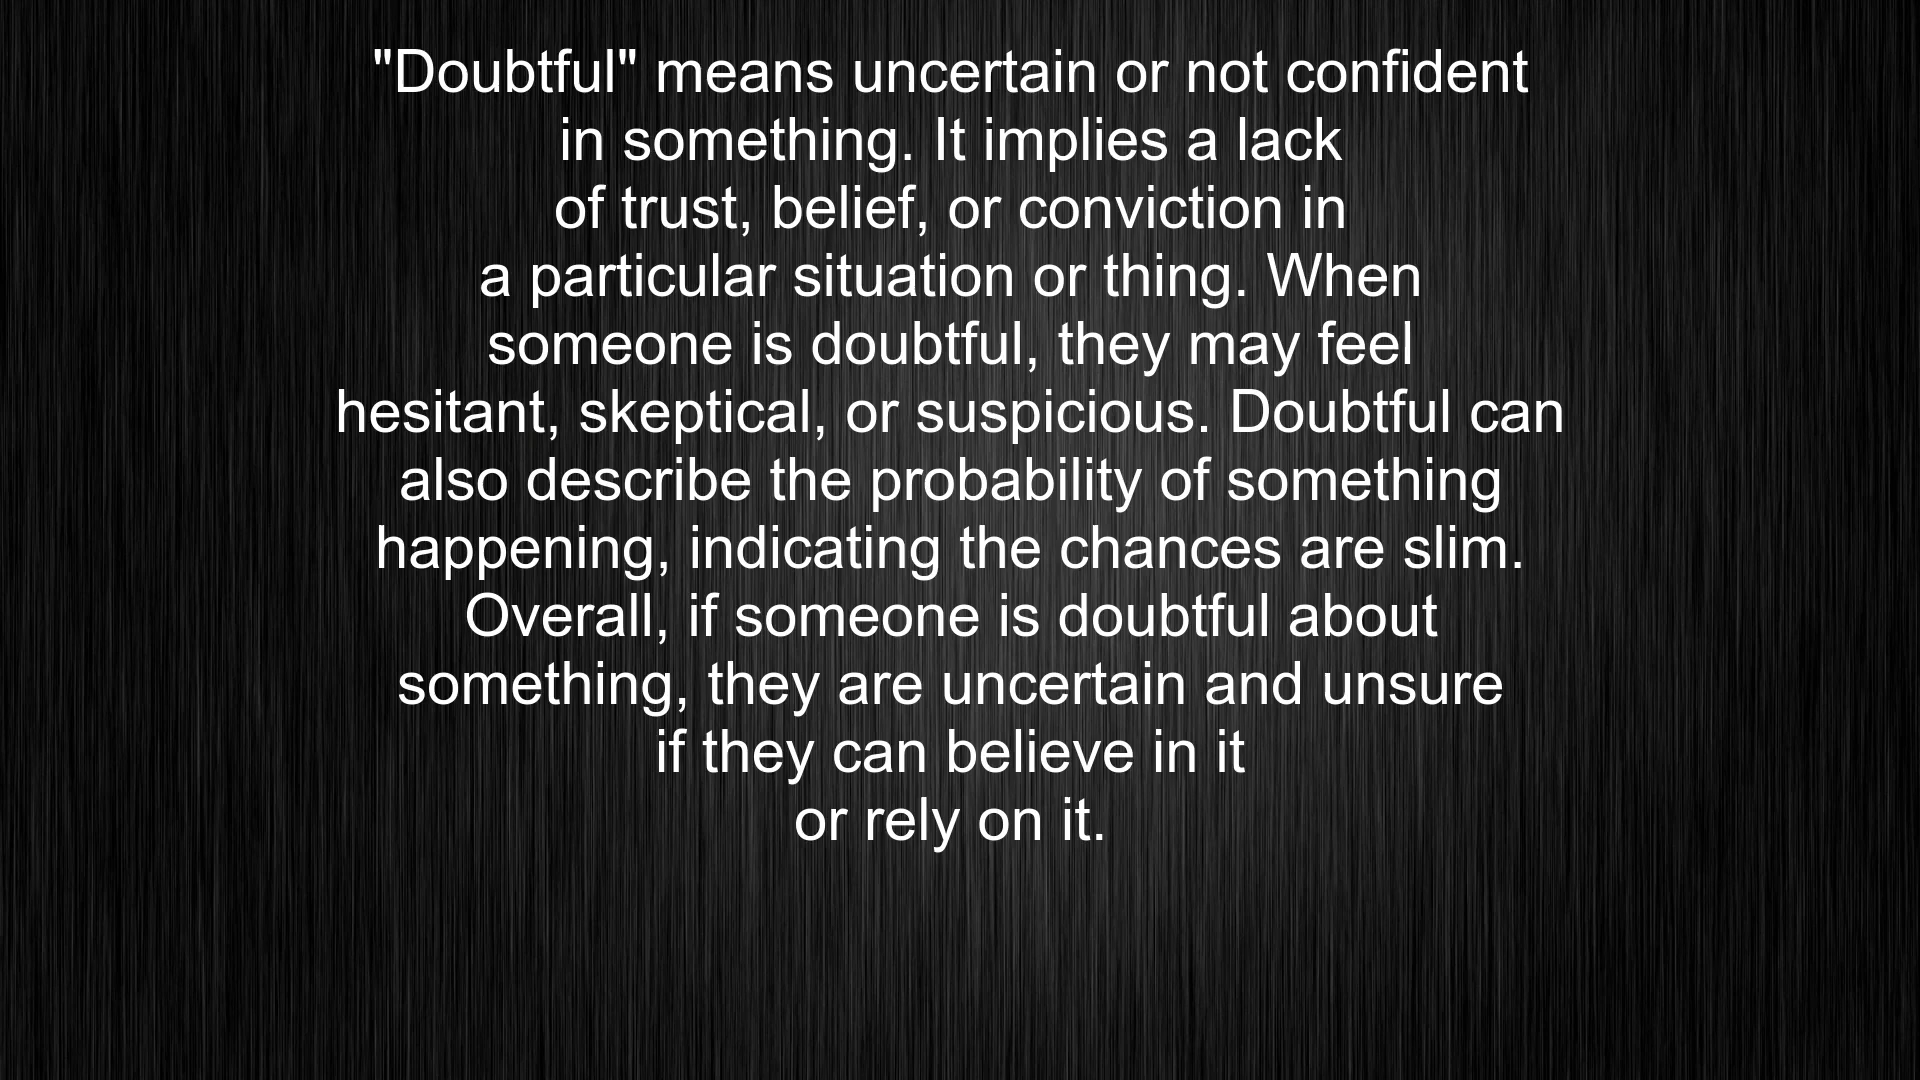 "Doubtful" means uncertain or not confident
in something. It implies a lack
of trust, belief, or conviction in
a particular situation or thing. When
someone is doubtful, they may feel
hesitant, skeptical, or suspicious. Doubtful can
also describe the probability of something
happening, indicating the chances are slim.
Overall, if someone is doubtful about
something, they are uncertain and unsure
if they can believe in it
or rely on it.